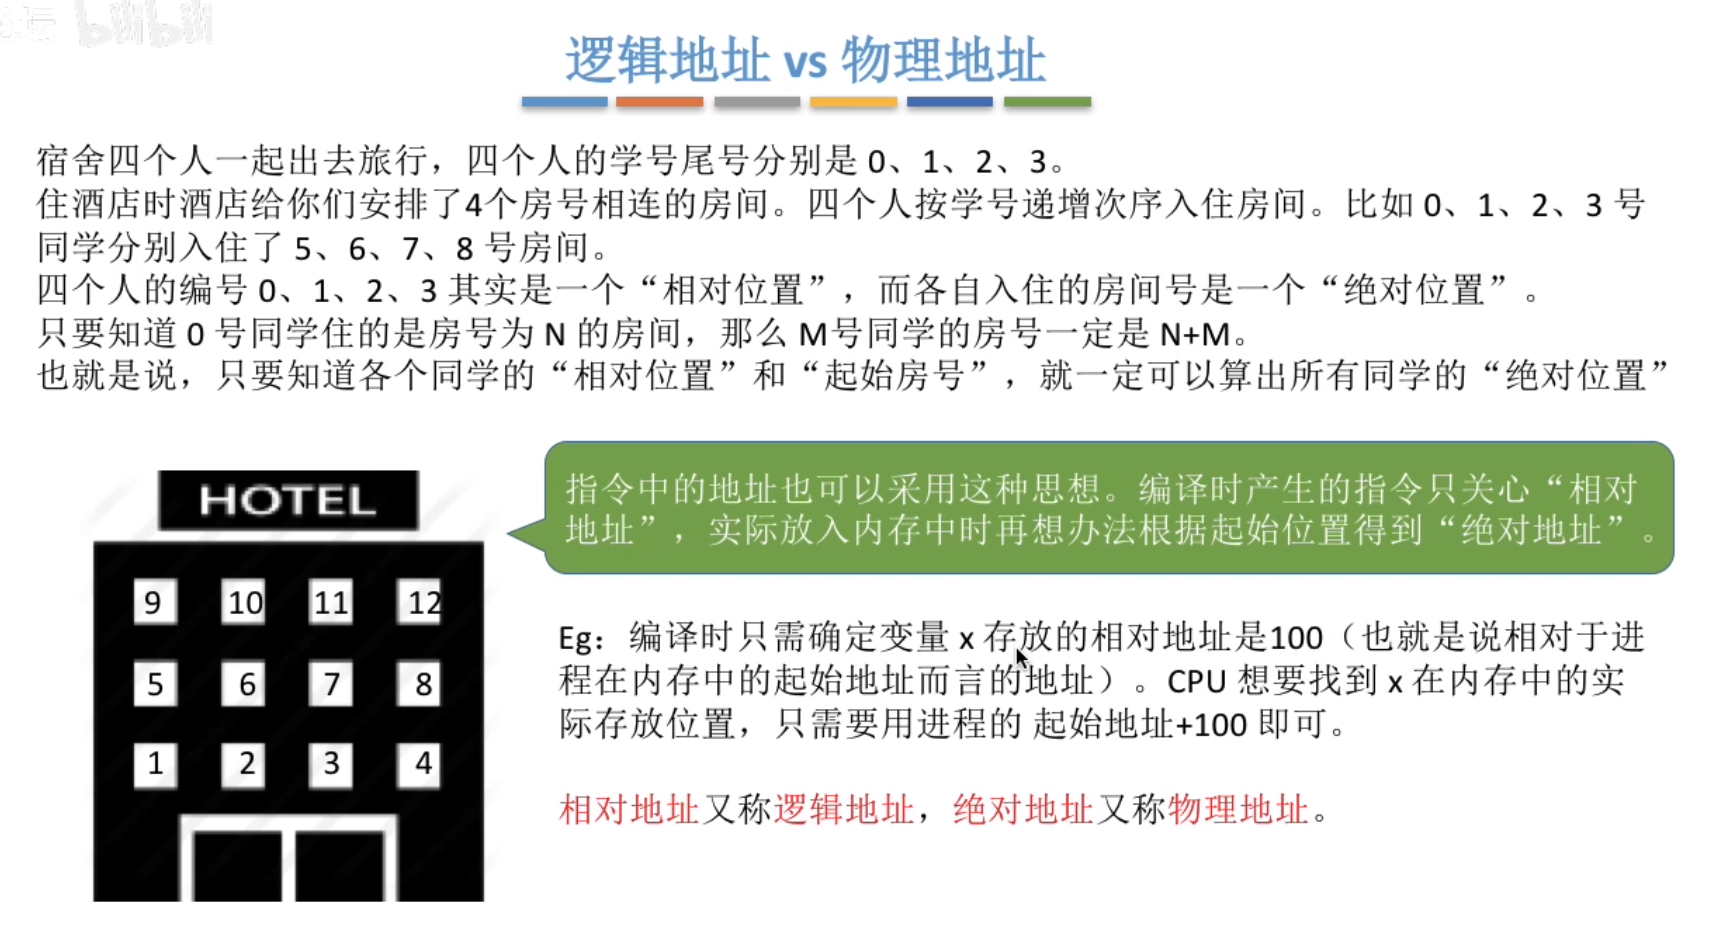 bilibili
逻辑地址 vs 物理地址
宿舍四个人一起出去旅行，四个人的学号尾号分别是 0、1、2、3。
住酒店时酒店给你们安排了4个房号相连的房间。四个人按学号递增次序入住房间。比如 0、1、2、3 号
同学分别入住了 5、6、7、8 号房间。
四个人的编号 0、1、2、3 其实是一个“相对位置”，而各自入住的房间号是一个“绝对位置”。
只要知道 0 号同学住的是房号为 N 的房间，那么 M号同学的房号一定是 N+M。
也就是说，只要知道各个同学的“相对位置”和“起始房号”，就一定可以算出所有同学的“绝对位置”
指令中的地址也可以采用这种思想。编译时产生的指令只关心“相对
地址”，实际放入内存中时再想办法根据起始位置得到“绝对地址”。
HOTEL
9 10 11 12
5 6 7 8
1 2 3 4
Eg：编译时只需确定变量 x 存放的相对地址是100（也就是说相对于进
程在内存中的起始地址而言的地址）。CPU 想要找到 x 在内存中的实
际存放位置，只需要用进程的 起始地址+100 即可。
相对地址又称逻辑地址，绝对地址又称物理地址。